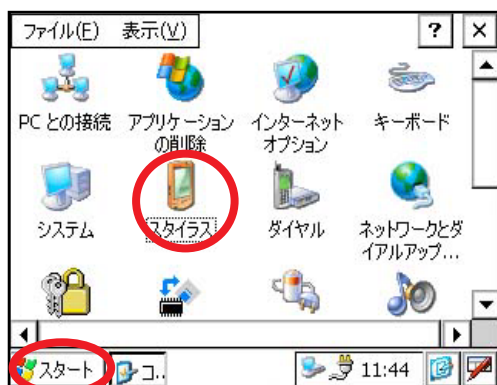 ファイル(F) 表示(V) ? ×
PC との接続
アプリケーション
の削除
インターネット
オプション
キーボード
システム
スタイラス
ダイヤル
ネットワークとダ
イアルアップ...
スタート
コ..
11:44